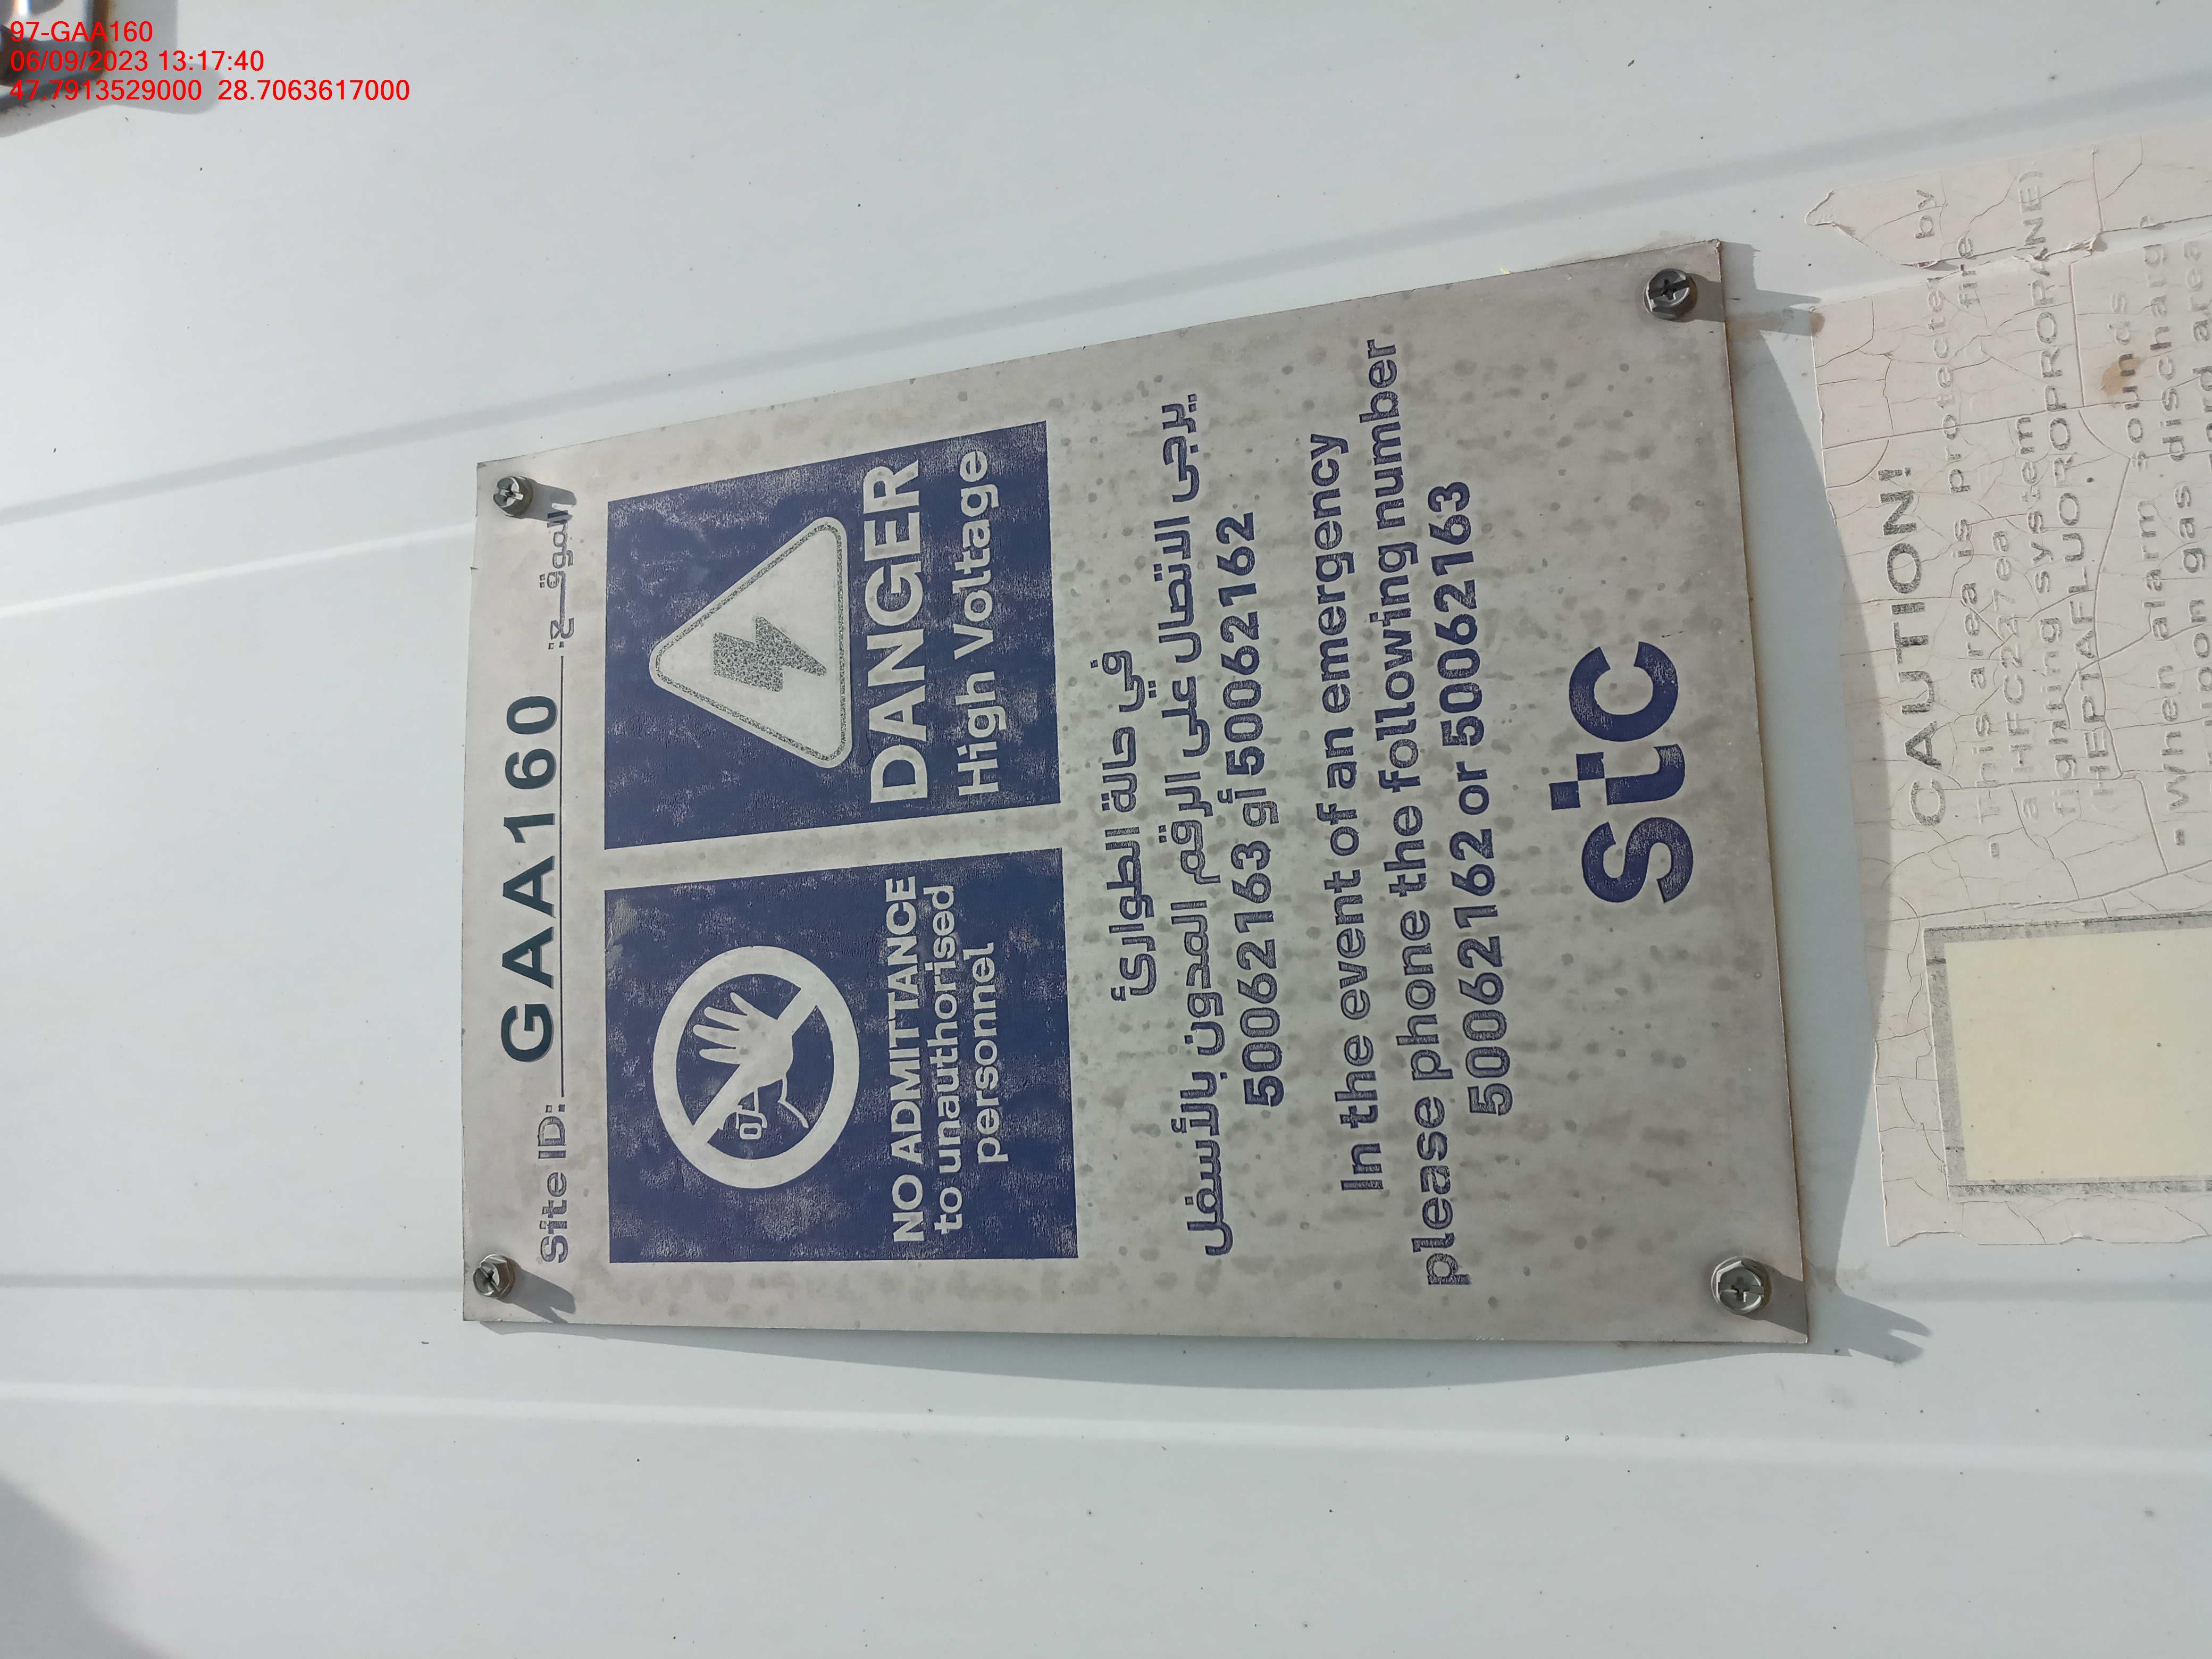 97-GAA160
06/09/2023 13:17:40
47.7913529000 28.7063617000
Site ID: GAA160 الموقع:
NO ADMITTANCE
to unauthorised
personnel
DANGER
High Voltage
في حالة الطوارئ
يرجى الاتصال على الرقم المدون بالأسفل
50062163 أو 50062162
In the event of an emergency
please phone the following number
50062162 or 50062163
stc
CAUTION!
- This area is protected by
a HFC227ea fire
fighting system
(HEPTAFLUOROPROPANE)
- When alarm sounds
upon gas discharge